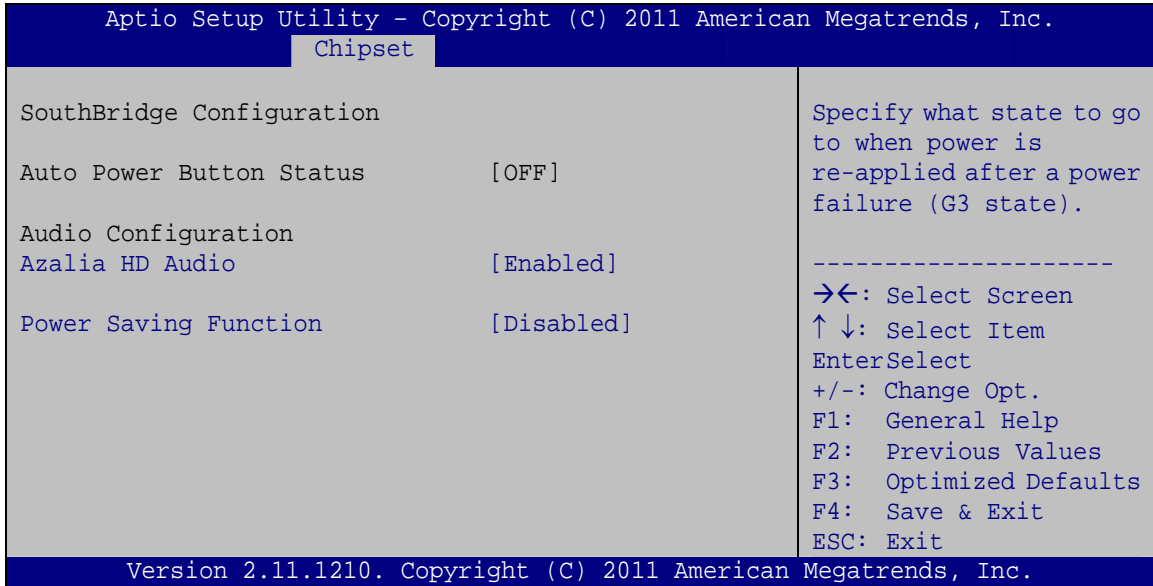 Aptio Setup Utility – Copyright (C) 2011 American Megatrends, Inc.
Chipset
SouthBridge Configuration
Auto Power Button Status [OFF]
Audio Configuration
Azalia HD Audio [Enabled]
Power Saving Function [Disabled]
Specify what state to go
to when power is
re-applied after a power
failure (G3 state).
---------------------
→←: Select Screen
↑ ↓: Select Item
EnterSelect
+/-: Change Opt.
F1: General Help
F2: Previous Values
F3: Optimized Defaults
F4: Save & Exit
ESC: Exit
Version 2.11.1210. Copyright (C) 2011 American Megatrends, Inc.